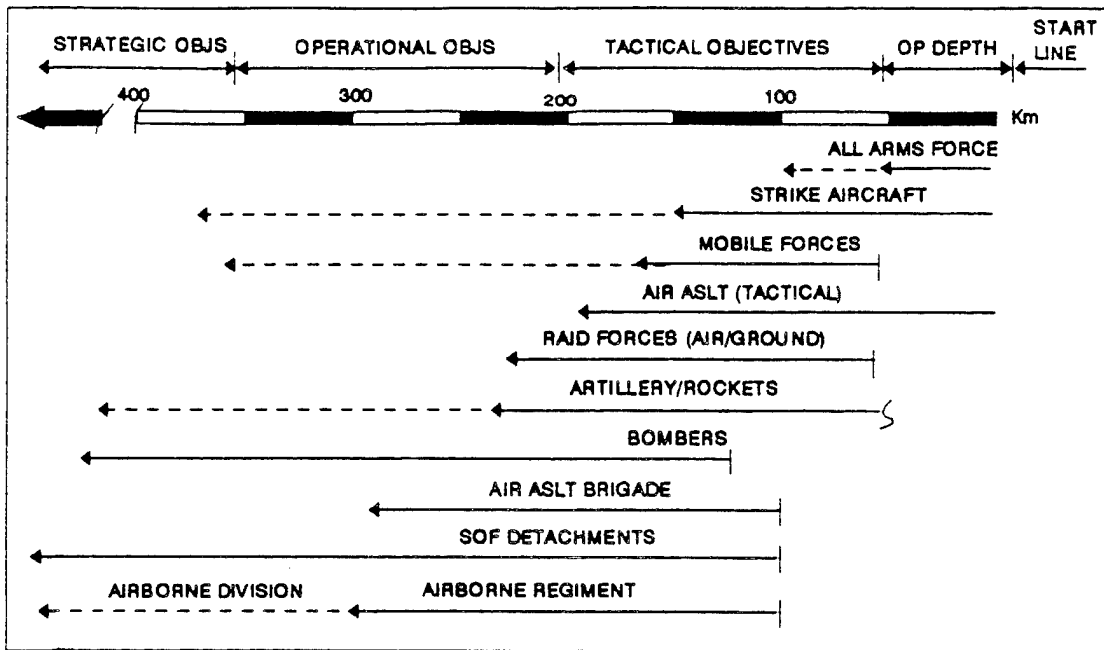 STRATEGIC OBJS OPERATIONAL OBJS TACTICAL OBJECTIVES OP DEPTH START LINE
400 300 200 100 Km
ALL ARMS FORCE
STRIKE AIRCRAFT
MOBILE FORCES
AIR ASLT (TACTICAL)
RAID FORCES (AIR/GROUND)
ARTILLERY/ROCKETS
BOMBERS
AIR ASLT BRIGADE
SOF DETACHMENTS
AIRBORNE DIVISION AIRBORNE REGIMENT